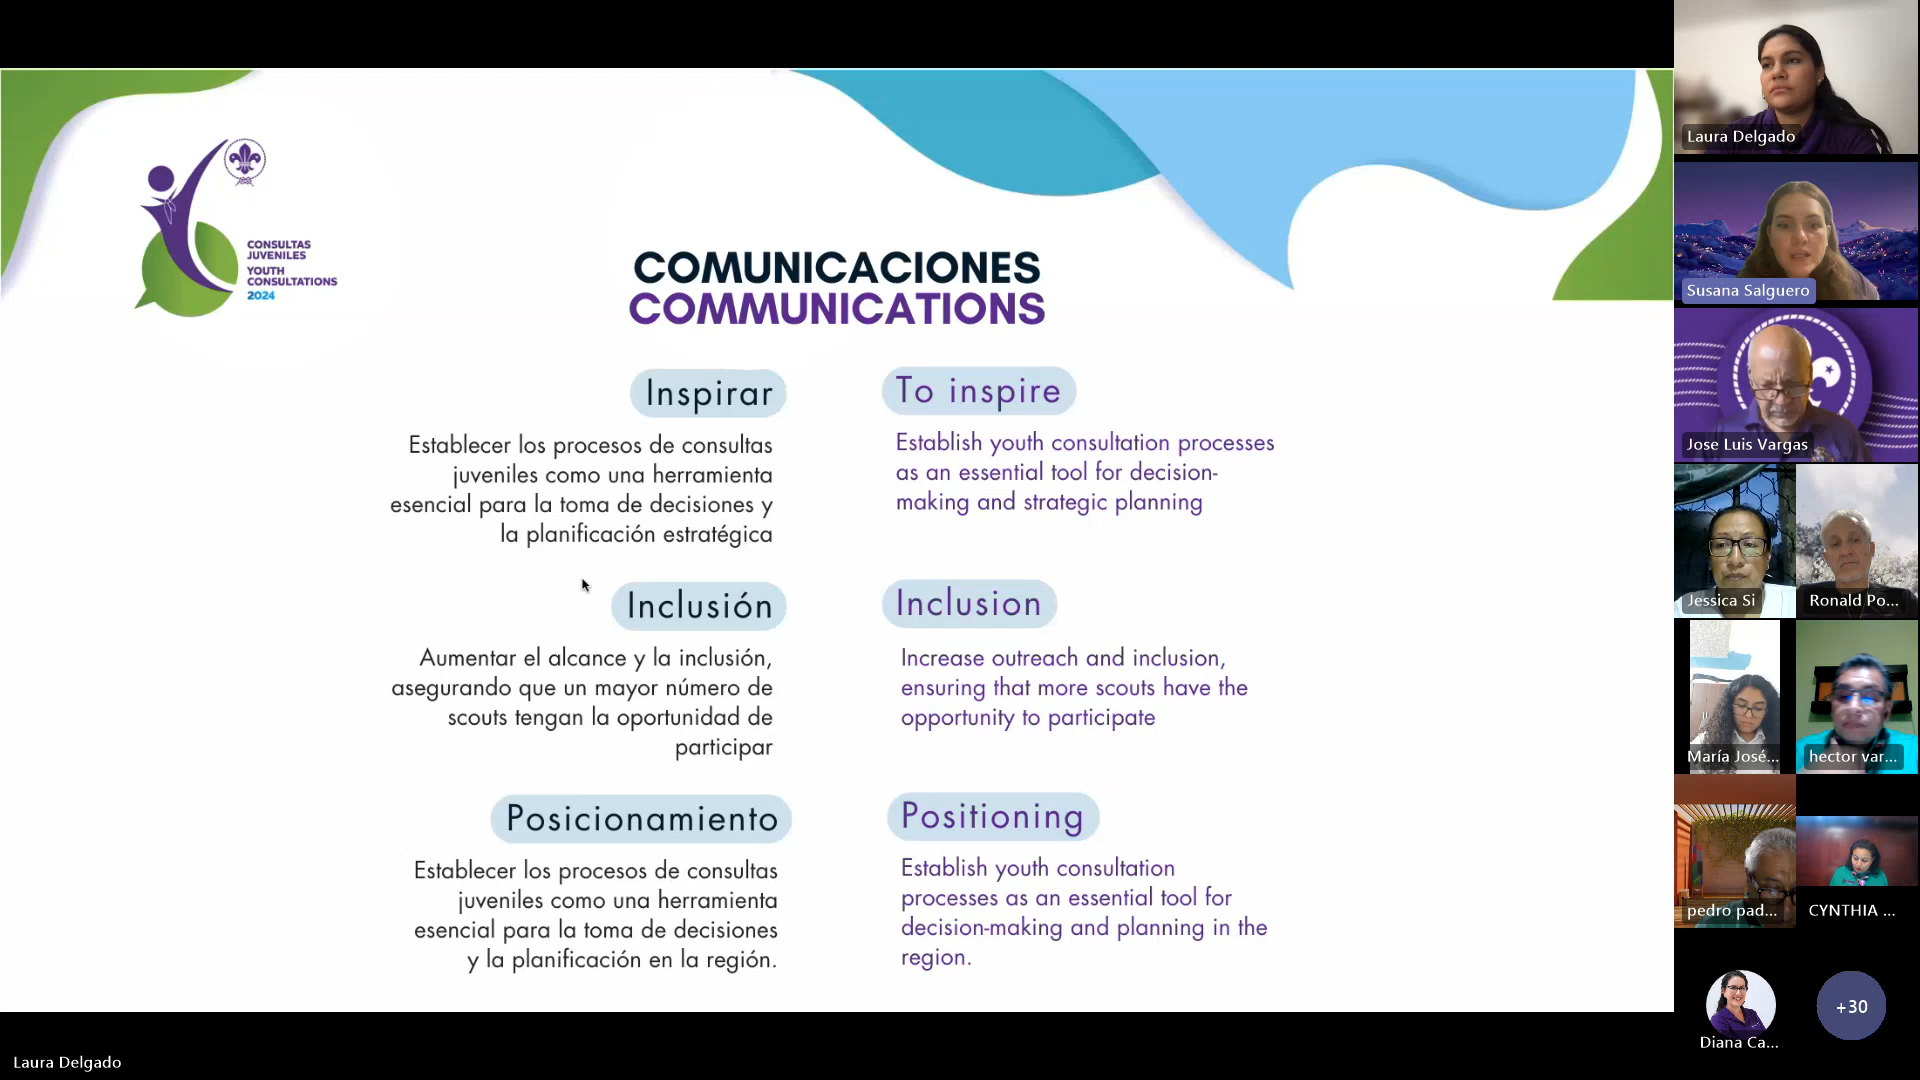 CONSULTAS
JUVENILES
YOUTH
CONSULTATIONS
2024
COMUNICACIONES
COMMUNICATIONS
Inspirar
Establecer los procesos de consultas
juveniles como una herramienta
esencial para la toma de decisiones y
la planificación estratégica
To inspire
Establish youth consultation processes
as an essential tool for decision-
making and strategic planning
Inclusión
Aumentar el alcance y la inclusión,
asegurando que un mayor número de
scouts tengan la oportunidad de
participar
Inclusion
Increase outreach and inclusion,
ensuring that more scouts have the
opportunity to participate
Posicionamiento
Establecer los procesos de consultas
juveniles como una herramienta
esencial para la toma de decisiones
y la planificación en la región.
Positioning
Establish youth consultation
processes as an essential tool for
decision-making and planning in the
region.
Laura Delgado
Susana Salguero
Jose Luis Vargas
Jessica Si
Ronald Po...
María José...
hector var...
pedro pad...
CYNTHIA ...
Diana Ca...
+30
Laura Delgado